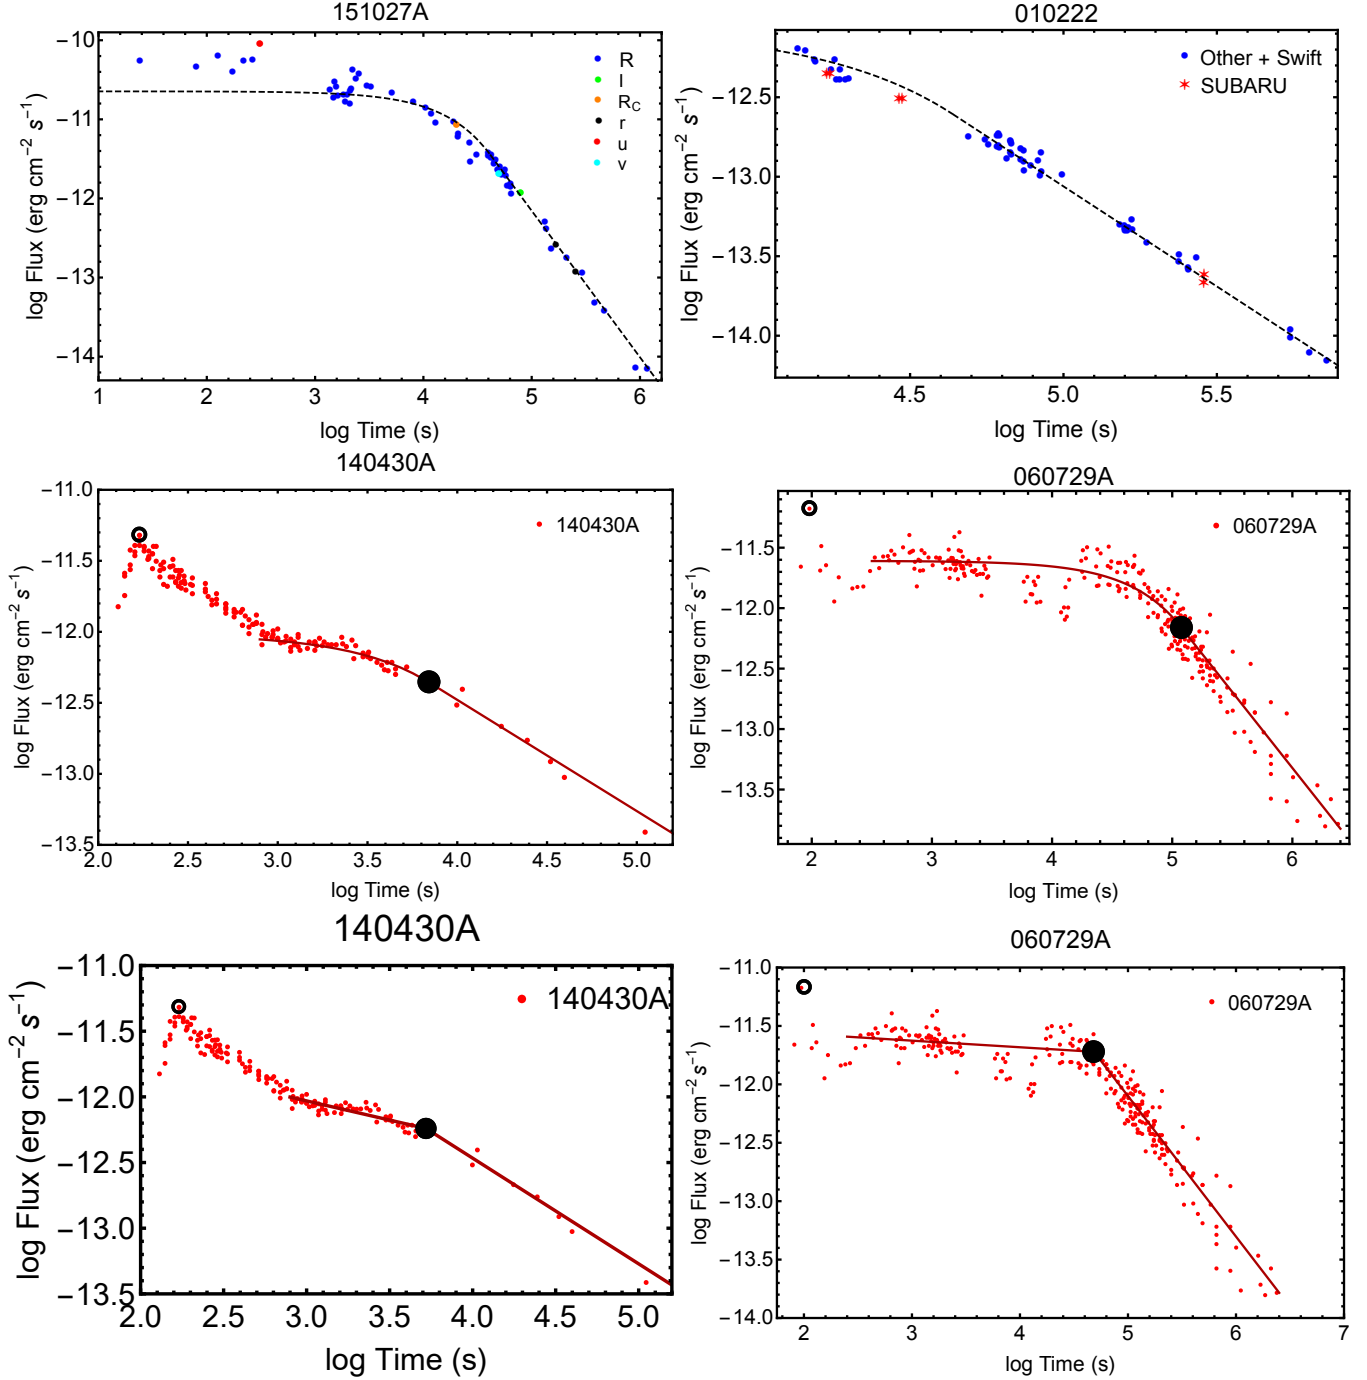 151027A
log Flux (erg cm−2 s−1)
−10
−11
−12
−13
−14
1 2 3 4 5 6
log Time (s)
R
I
RC
r
u
v
010222
log Flux (erg cm−2 s−1)
−12.5
−13.0
−13.5
−14.0
4.5 5.0 5.5
log Time (s)
Other + Swift
SUBARU
140430A
log Flux (erg cm−2 s−1)
−11.0
−11.5
−12.0
−12.5
−13.0
−13.5
2.0 2.5 3.0 3.5 4.0 4.5 5.0
log Time (s)
140430A
060729A
log Flux (erg cm−2 s−1)
−11.5
−12.0
−12.5
−13.0
−13.5
2 3 4 5 6
log Time (s)
060729A
140430A
log Flux (erg cm−2 s−1)
−11.0
−11.5
−12.0
−12.5
−13.0
−13.5
2.0 2.5 3.0 3.5 4.0 4.5 5.0
log Time (s)
140430A
060729A
log Flux (erg cm−2 s−1)
−11.0
−11.5
−12.0
−12.5
−13.0
−13.5
−14.0
2 3 4 5 6 7
log Time (s)
060729A